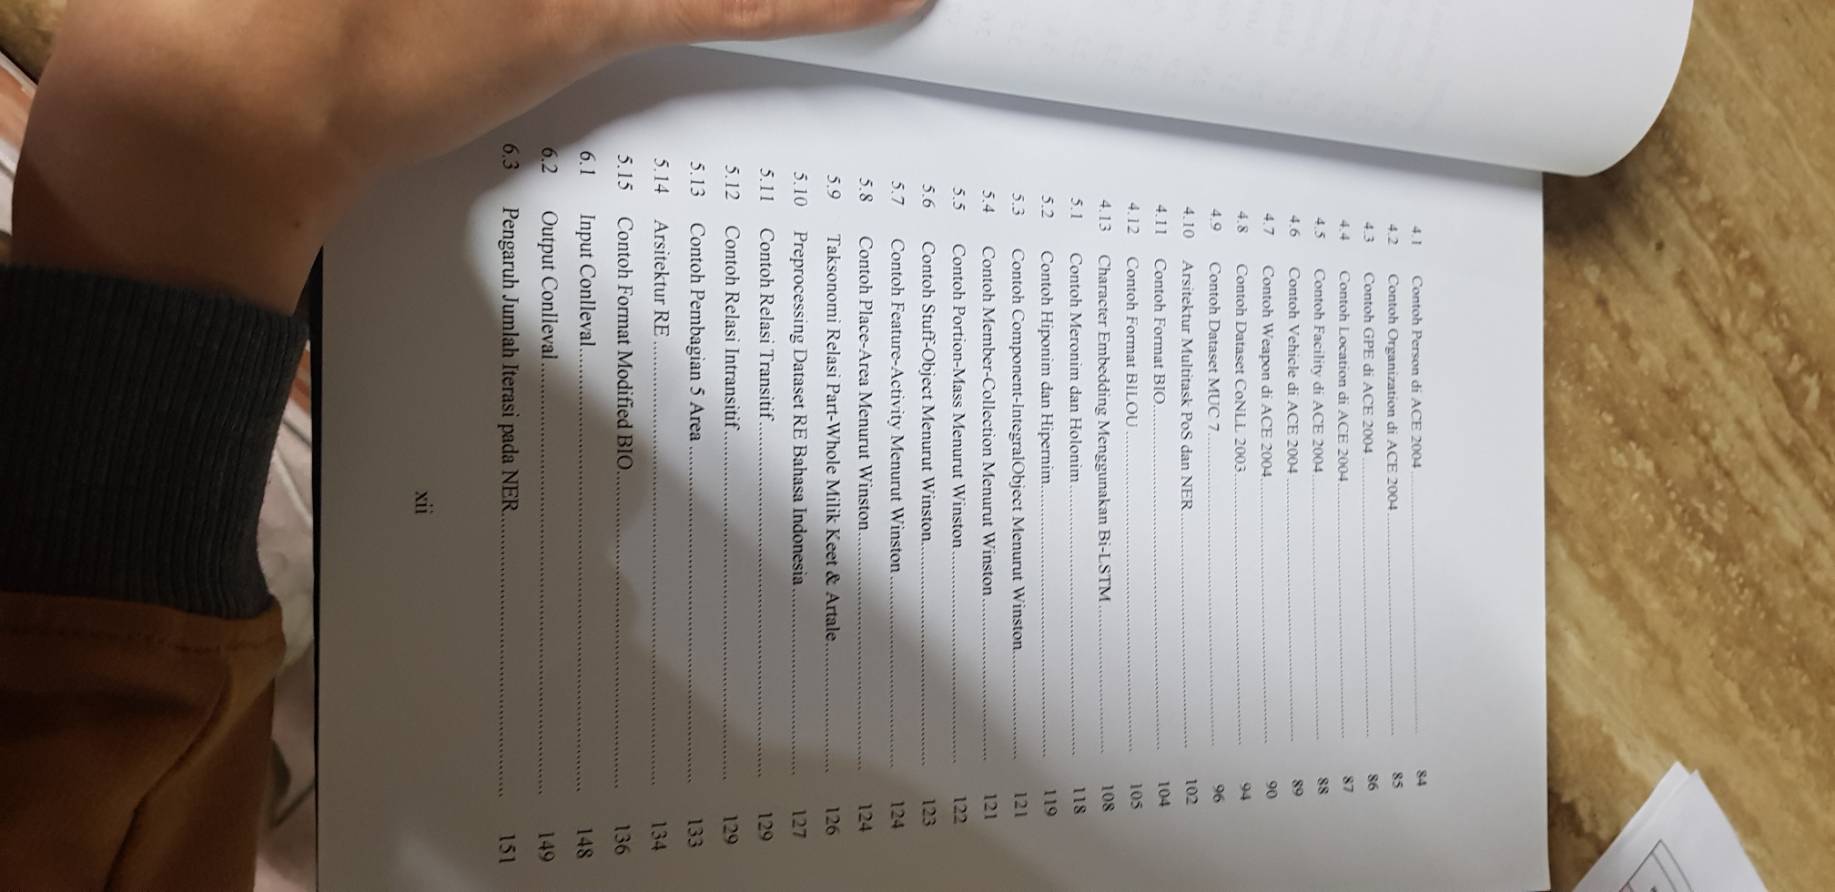 4.1 Contoh Person di ACE 2004 84
4.2 Contoh Organization di ACE 2004 85
4.3 Contoh GPE di ACE 2004 86
4.4 Contoh Location di ACE 2004 87
4.5 Contoh Facility di ACE 2004 88
4.6 Contoh Vehicle di ACE 2004 89
4.7 Contoh Weapon di ACE 2004 90
4.8 Contoh Dataset CoNLL 2003 94
4.9 Contoh Dataset MUC 7 96
4.10 Arsitektur Multitask PoS dan NER 102
4.11 Contoh Format BIO 104
4.12 Contoh Format BILOU 105
4.13 Character Embedding Menggunakan Bi-LSTM 108
5.1 Contoh Meronim dan Holonim 118
5.2 Contoh Hiponim dan Hipernim 119
5.3 Contoh Component-IntegralObject Menurut Winston 121
5.4 Contoh Member-Collection Menurut Winston 121
5.5 Contoh Portion-Mass Menurut Winston 122
5.6 Contoh Stuff-Object Menurut Winston 123
5.7 Contoh Feature-Activity Menurut Winston 124
5.8 Contoh Place-Area Menurut Winston 124
5.9 Taksonomi Relasi Part-Whole Milik Keet & Artale 126
5.10 Preprocessing Dataset RE Bahasa Indonesia 127
5.11 Contoh Relasi Transitif 129
5.12 Contoh Relasi Intransitif 129
5.13 Contoh Pembagian 5 Area 133
5.14 Arsitektur RE 134
5.15 Contoh Format Modified BIO 136
6.1 Input Conlleval 148
6.2 Output Conlleval 149
6.3 Pengaruh Jumlah Iterasi pada NER 151
xii